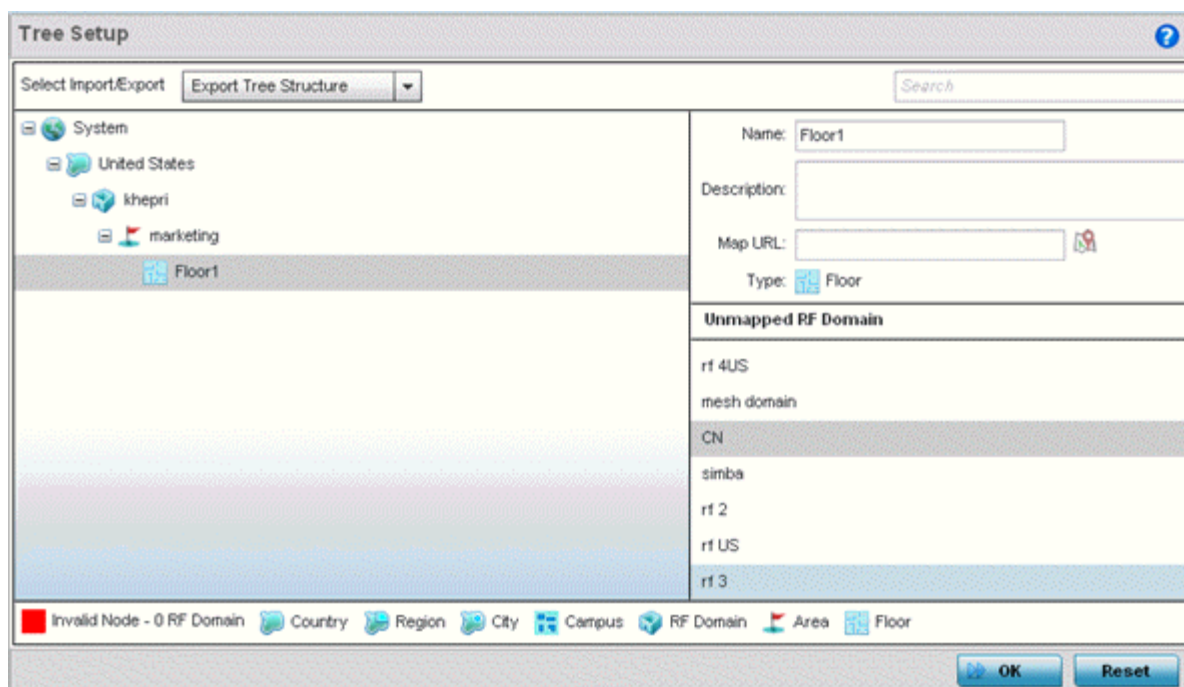 Tree Setup
?
Select Import/Export Export Tree Structure Search
System
United States
khepri
marketing
Floor1
Name: Floor1
Description:
Map URL:
Type: Floor
Unmapped RF Domain
rf 4US
mesh domain
CN
simba
rf 2
rf US
rf 3
Invalid Node - 0 RF Domain Country Region City Campus RF Domain Area Floor
OK Reset